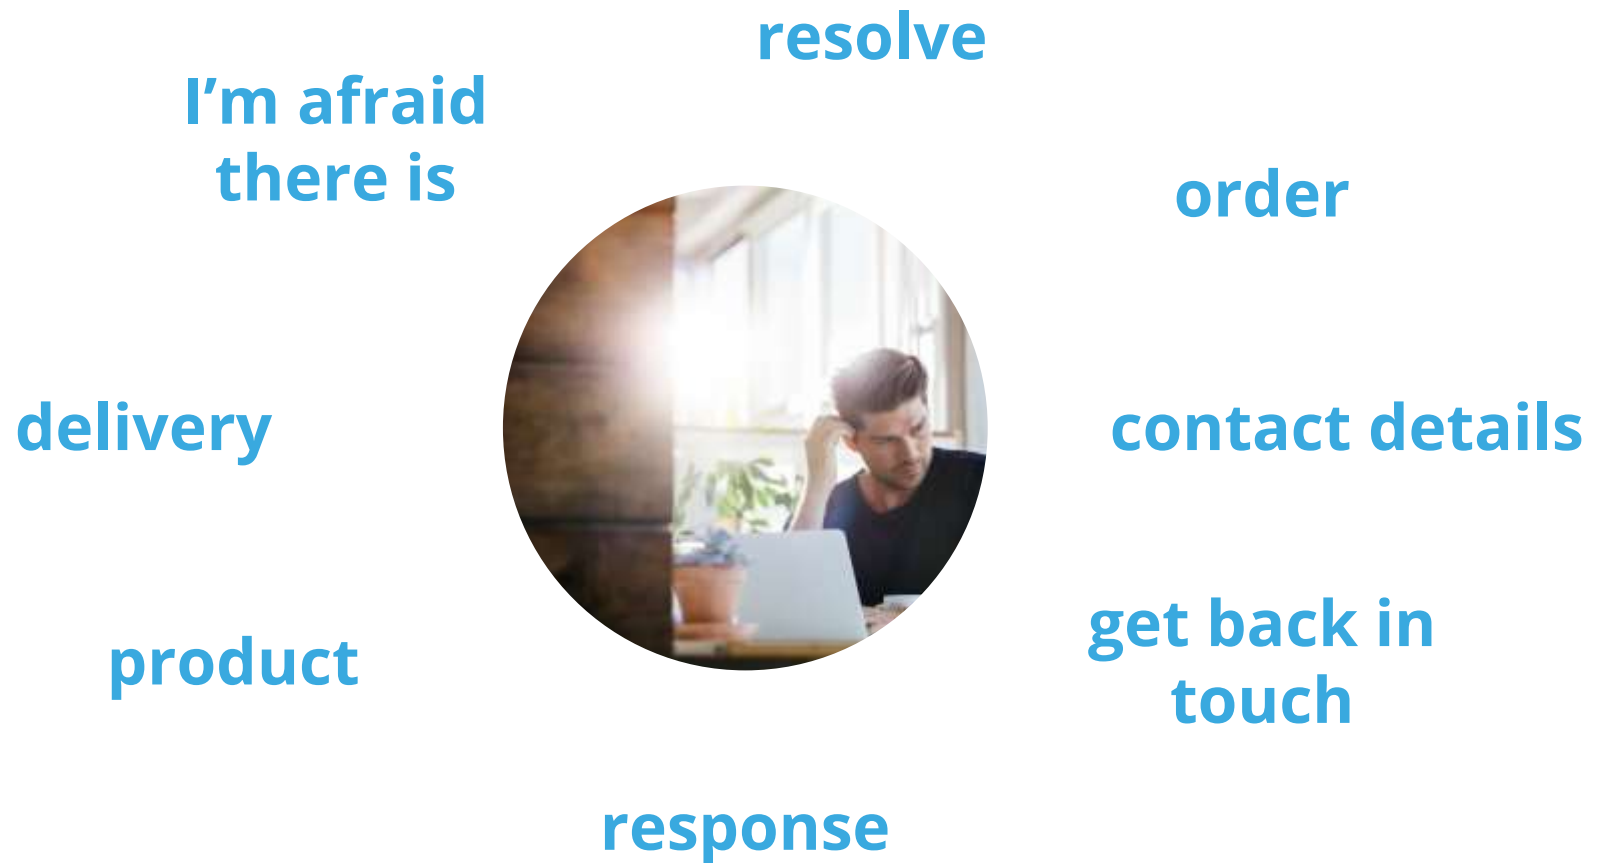 resolve
I’m afraid
there is
order
delivery
contact details
get back in
touch
product
response